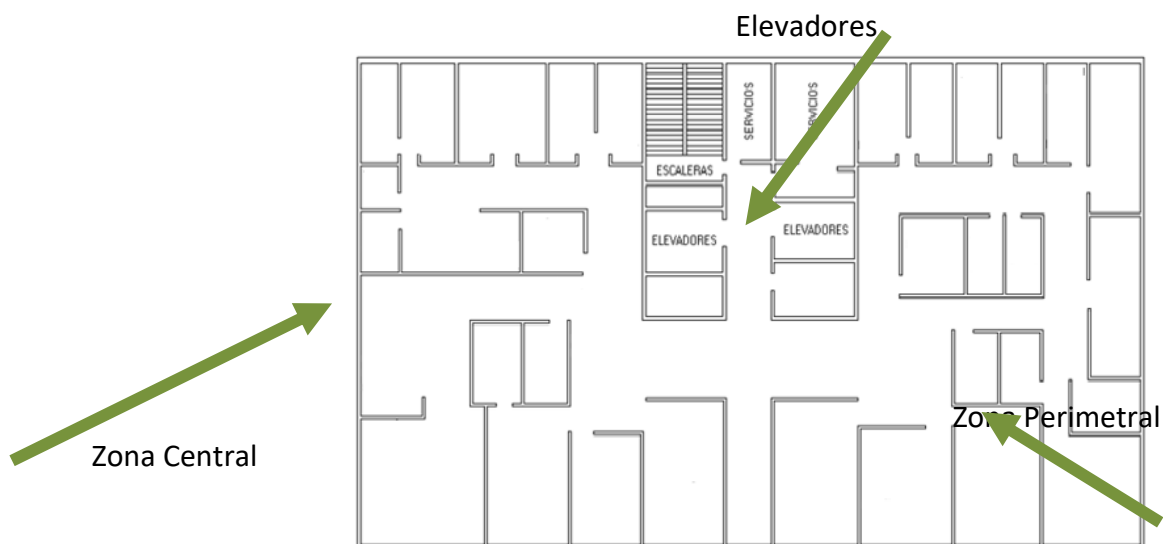 Elevadores
SERVICIOS
SERVICIOS
ESCALERAS
ELEVADORES
ELEVADORES
Zona Perimetral
Zona Central